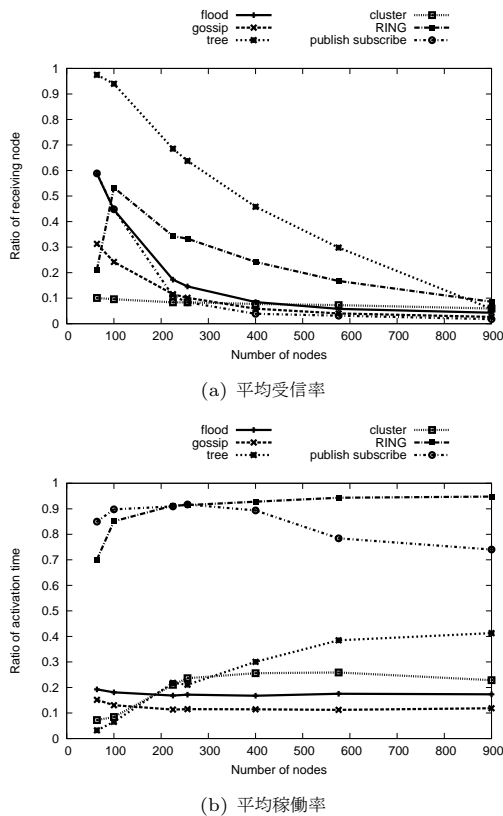 flood
gossip
tree
cluster
RING
publish subscribe
1
0.9
0.8
0.7
0.6
0.5
0.4
0.3
0.2
0.1
0
Ratio of receiving node
0 100 200 300 400 500 600 700 800 900
Number of nodes
(a) 平均受信率
flood
gossip
tree
cluster
RING
publish subscribe
1
0.9
0.8
0.7
0.6
0.5
0.4
0.3
0.2
0.1
0
Ratio of activation time
0 100 200 300 400 500 600 700 800 900
Number of nodes
(b) 平均稼働率